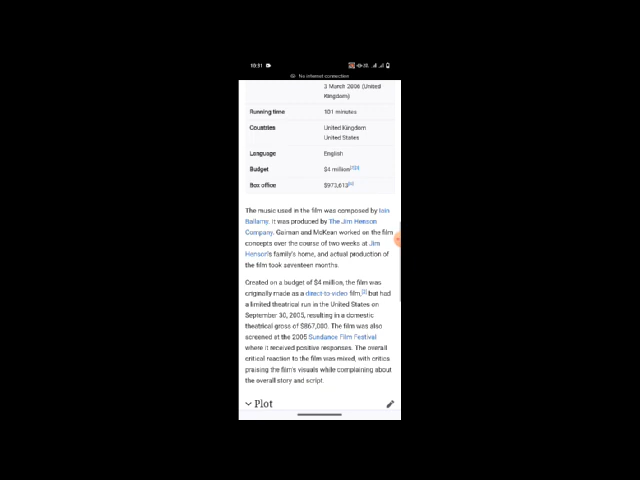 10:31
No internet connection
3 March 2006 (United
Kingdom)
Running time 101 minutes
Countries United Kingdom
United States
Language English
Budget $4 million
Box office $973,613
The music used in the film was composed by Iain
Ballamy. It was produced by The Jim Henson
Company. Gaiman and McKean worked on the film
concepts over the course of two weeks at Jim
Henson's family's home, and actual production of
the film took seventeen months.
Created on a budget of $4 million, the film was
originally made as a direct-to-video film, but had
a limited theatrical run in the United States on
September 30, 2005, resulting in a domestic
theatrical gross of $867,000. The film was also
screened at the 2005 Sundance Film Festival
where it received positive responses. The overall
critical reaction to the film was mixed, with critics
praising the film's visuals while complaining about
the overall story and script.
Plot